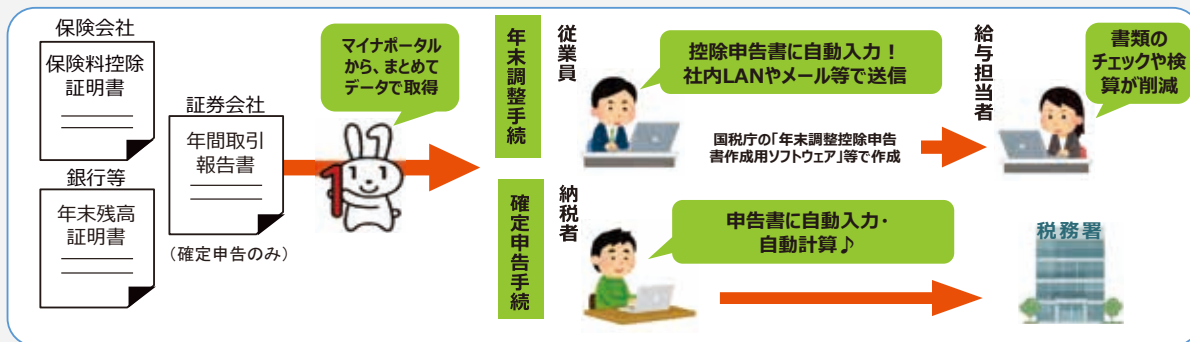 保険会社
保険料控除
証明書
証券会社
年間取引
報告書
(確定申告のみ)
銀行等
年末残高
証明書
マイナポータル
から、まとめて
データで取得
1
年末調整手続
従業員
控除申告書に自動入力！
社内LANやメール等で送信
国税庁の「年末調整控除申告
書作成用ソフトウェア」等で作成
給与担当者
書類の
チェックや検
算が削減
確定申告手続
納税者
申告書に自動入力・
自動計算♪
税務署